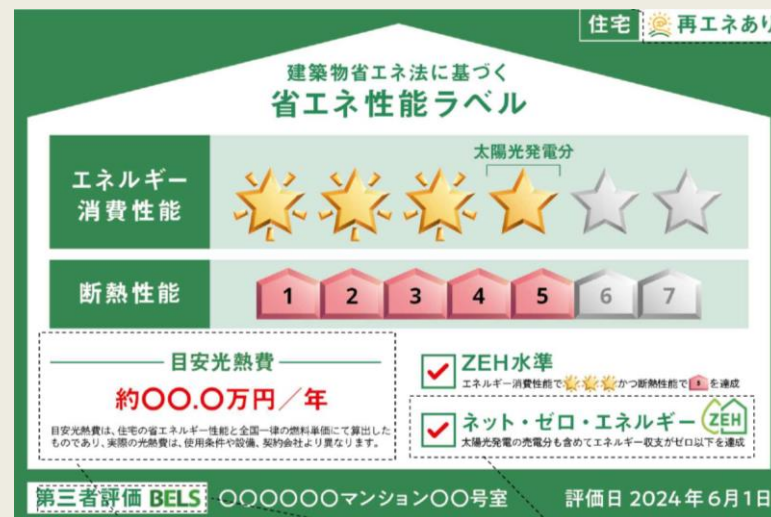 住宅 再エネあり
建築物省エネ法に基づく
省エネ性能ラベル
太陽光発電分
エネルギー
消費性能
断熱性能 1 2 3 4 5 6 7
目安光熱費
約〇〇.0万円/年
目安光熱費は、住宅の省エネルギー性能と全国一律の燃料単価にて算出した
ものであり、実際の光熱費は、使用条件や設備、契約会社より異なります。
ZEH水準
エネルギー消費性能でかつ断熱性能で5を達成
ネット・ゼロ・エネルギー ZEH
太陽光発電の売電分も含めてエネルギー収支がゼロ以下を達成
第三者評価 BELS 〇〇〇〇〇〇マンション〇〇号室 評価日 2024年6月1日